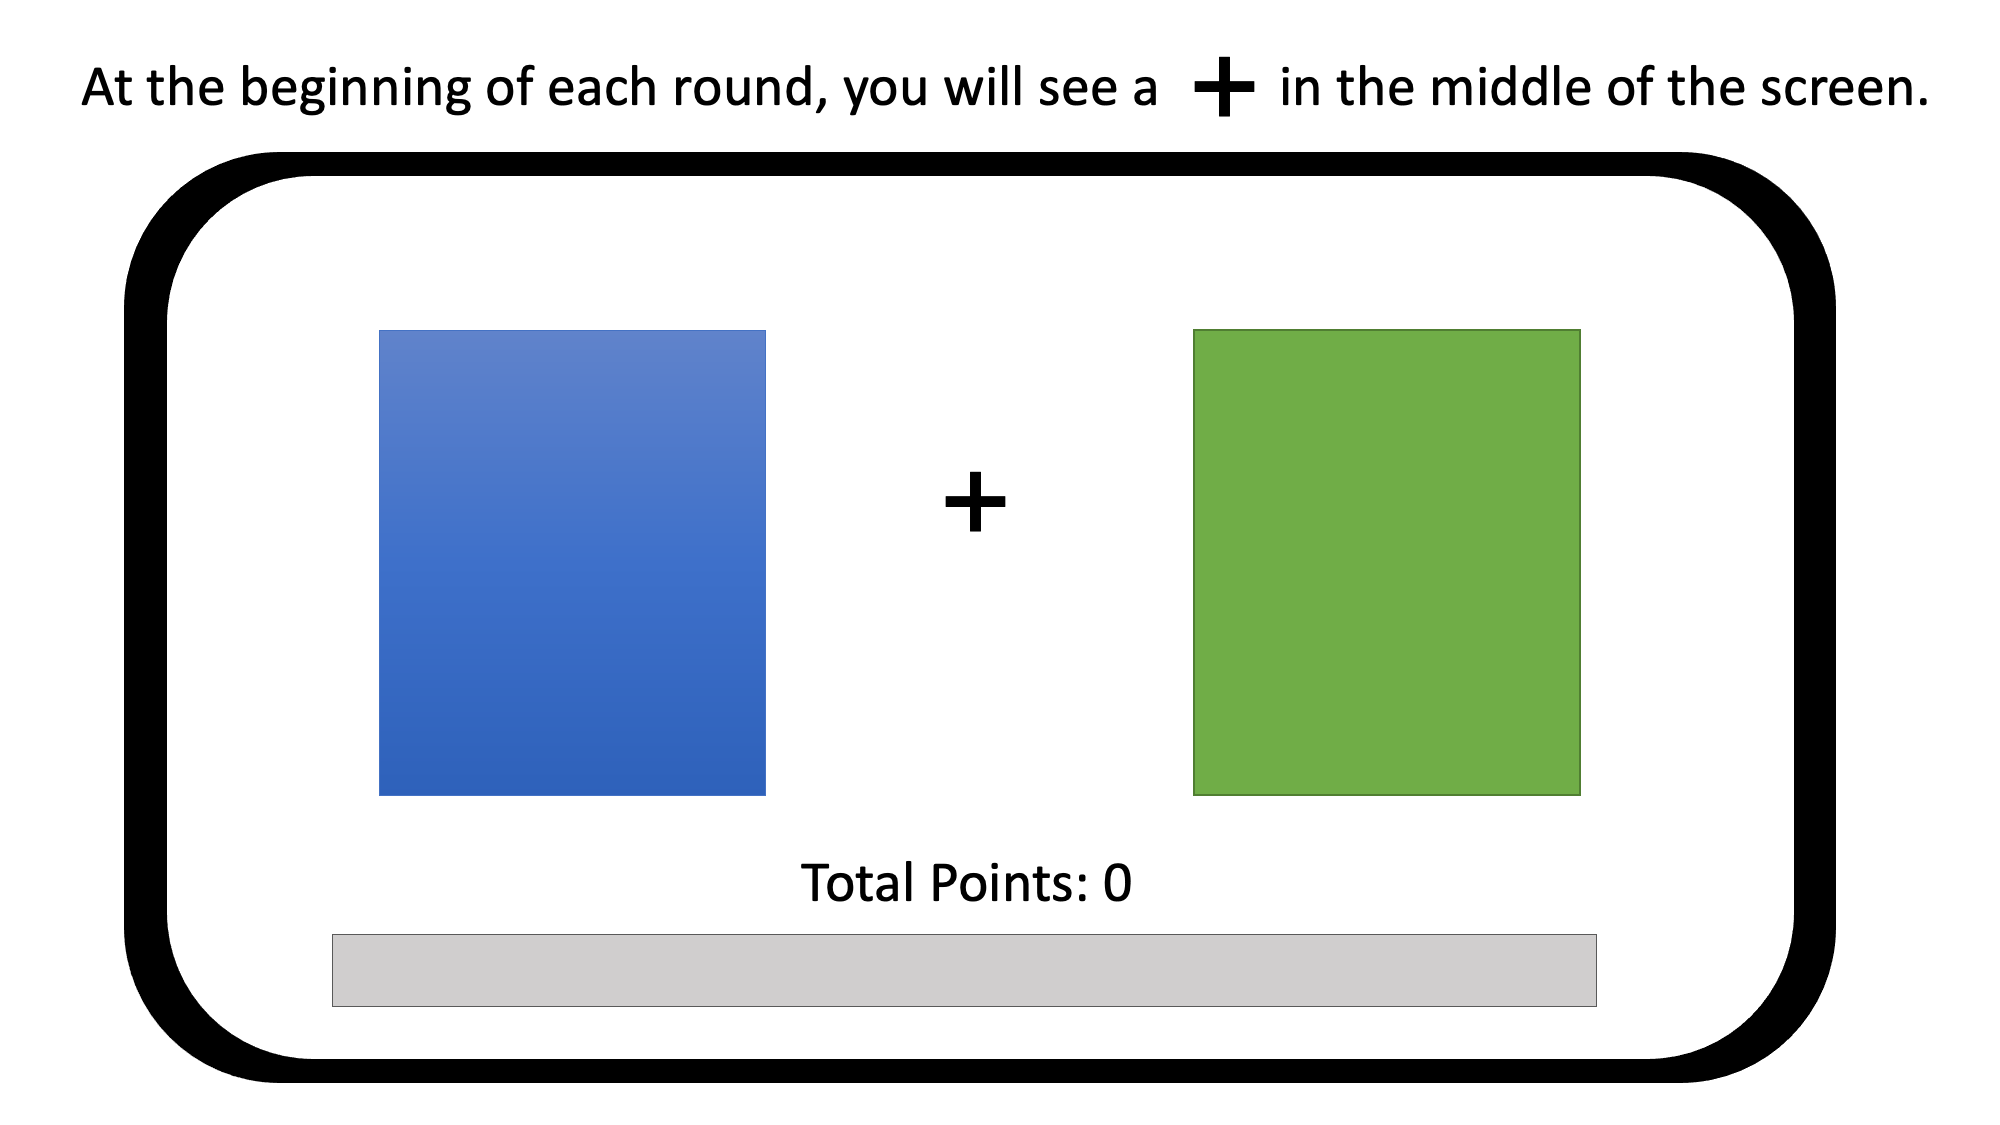 At the beginning of each round, you will see a + in the middle of the screen.
+
Total Points: 0